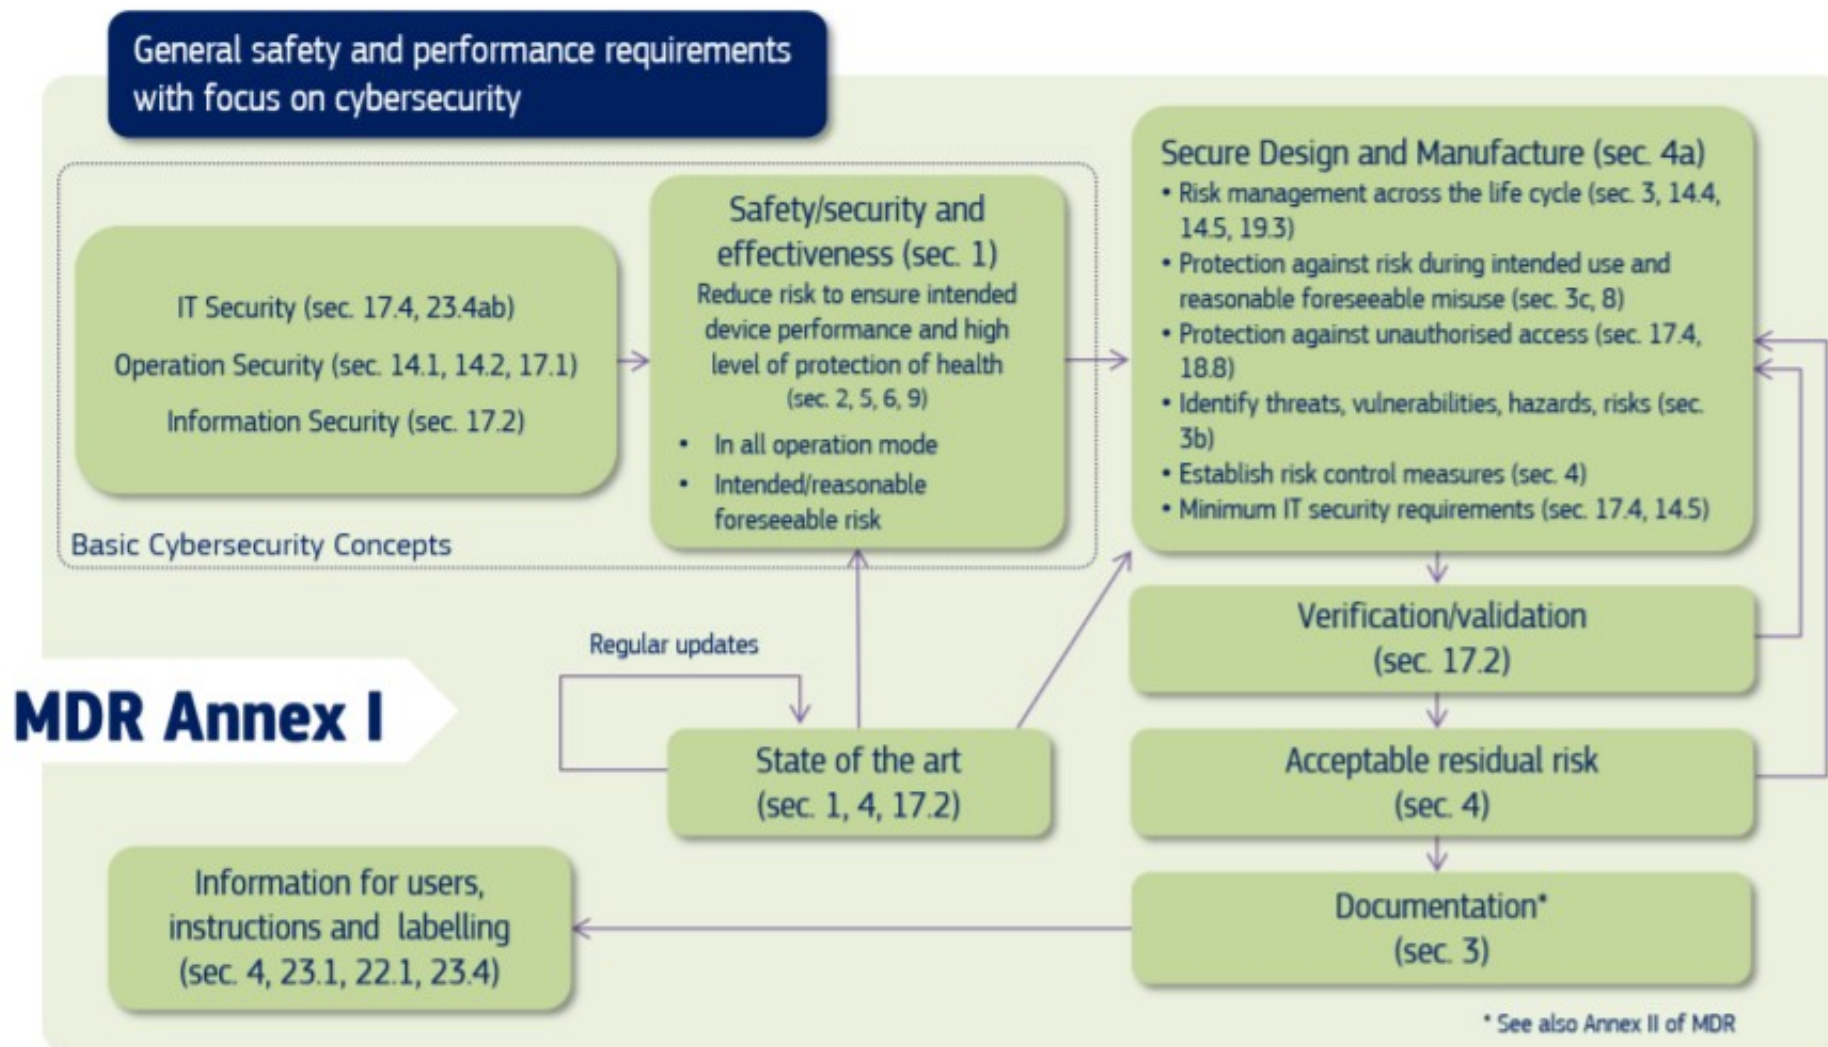 General safety and performance requirements
with focus on cybersecurity
IT Security (sec. 17.4, 23.4ab)
Operation Security (sec. 14.1, 14.2, 17.1)
Information Security (sec. 17.2)
Basic Cybersecurity Concepts
Safety/security and
effectiveness (sec. 1)
Reduce risk to ensure intended
device performance and high
level of protection of health
(sec. 2, 5, 6, 9)
• In all operation mode
• Intended/reasonable
foreseeable risk
Secure Design and Manufacture (sec. 4a)
• Risk management across the life cycle (sec. 3, 14.4,
14.5, 19.3)
• Protection against risk during intended use and
reasonable foreseeable misuse (sec. 3c, 8)
• Protection against unauthorised access (sec. 17.4,
18.8)
• Identify threats, vulnerabilities, hazards, risks (sec.
3b)
• Establish risk control measures (sec. 4)
• Minimum IT security requirements (sec. 17.4, 14.5)
Verification/validation
(sec. 17.2)
Regular updates
MDR Annex I
State of the art
(sec. 1, 4, 17.2)
Acceptable residual risk
(sec. 4)
Information for users,
instructions and labelling
(sec. 4, 23.1, 22.1, 23.4)
Documentation*
(sec. 3)
* See also Annex II of MDR